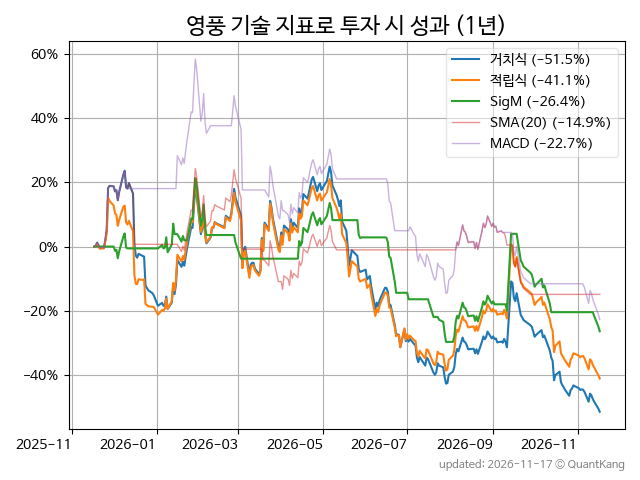 영풍 기술 지표로 투자 시 성과 (1년)
거치식 (−51.5%)
적립식 (−41.1%)
SigM (−26.4%)
SMA(20) (−14.9%)
MACD (−22.7%)
60%
40%
20%
0%
−20%
−40%
2025-11 2026-01 2026-03 2026-05 2026-07 2026-09 2026-11
updated: 2026-11-17 © QuantKang